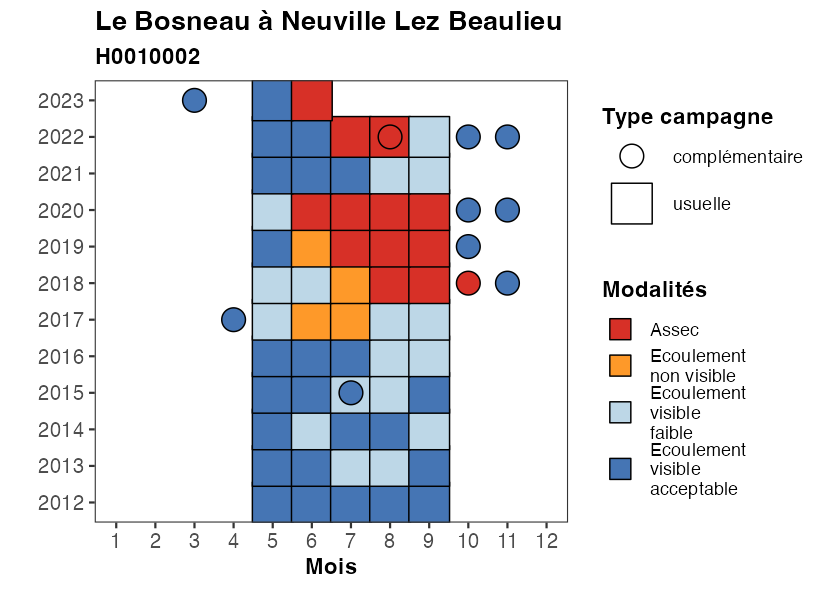 Le Bosneau à Neuville Lez Beaulieu
H0010002
2023
2022
2021
2020
2019
2018
2017
2016
2015
2014
2013
2012
1 2 3 4 5 6 7 8 9 10 11 12
Mois
Type campagne
complémentaire
usuelle
Modalités
Assec
Ecoulement
non visible
Ecoulement
visible
faible
Ecoulement
visible
acceptable